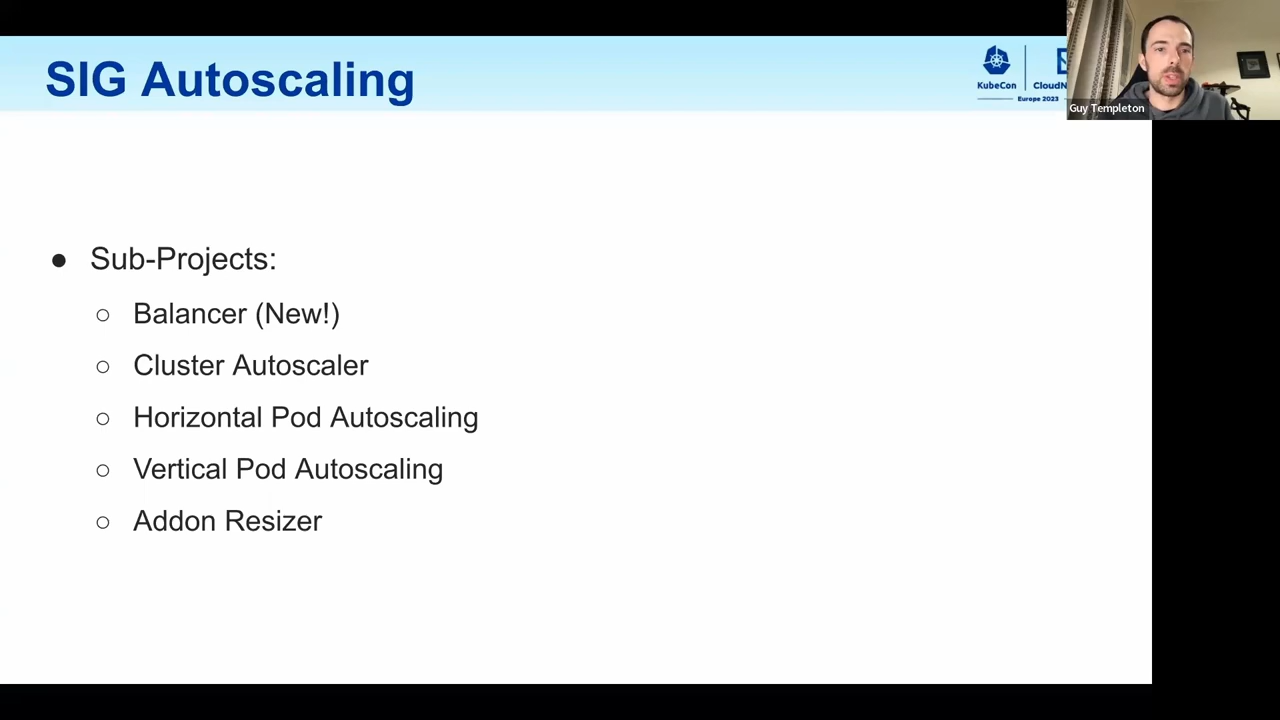 SIG Autoscaling
KubeCon
CloudN
Europe 2023
Guy Templeton
● Sub-Projects:
○ Balancer (New!)
○ Cluster Autoscaler
○ Horizontal Pod Autoscaling
○ Vertical Pod Autoscaling
○ Addon Resizer